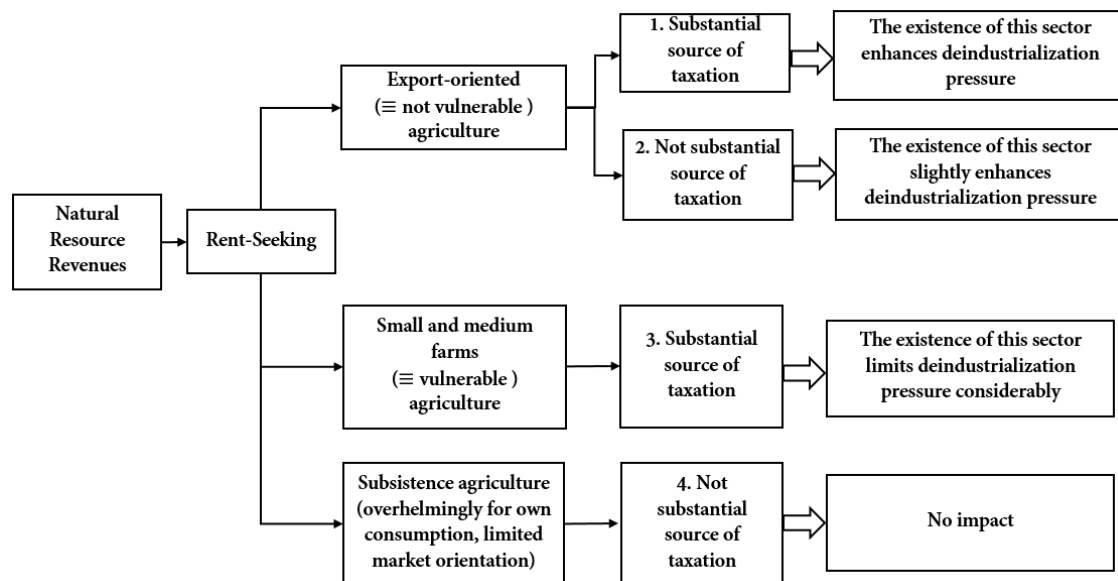 Natural
Resource
Revenues
Rent-Seeking
Export-oriented
(≡ not vulnerable )
agriculture
1. Substantial
source of
taxation
The existence of this sector
enhances deindustrialization
pressure
2. Not substantial
source of
taxation
The existence of this sector
slightly enhances
deindustrialization pressure
Small and medium
farms
(≡ vulnerable )
agriculture
3. Substantial
source of
taxation
The existence of this sector
limits deindustrialization
pressure considerably
Subsistence agriculture
(overhelmingly for own
consumption, limited
market orientation)
4. Not
substantial
source of
taxation
No impact